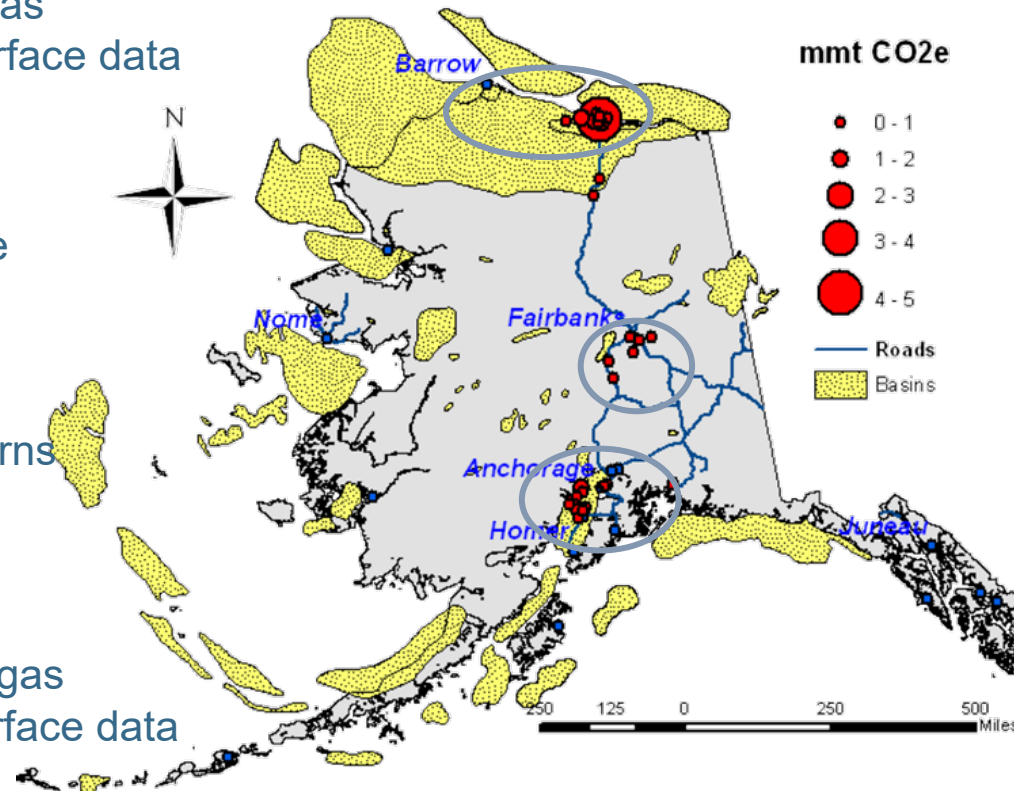 as
rface data
e
rns
gas
rface data
N
Barrow
Nome
Fairbanks
Anchorage
Homer
Juneau
mmt CO2e
0 - 1
1 - 2
2 - 3
3 - 4
4 - 5
Roads
Basins
250 125 0 250 500
Miles